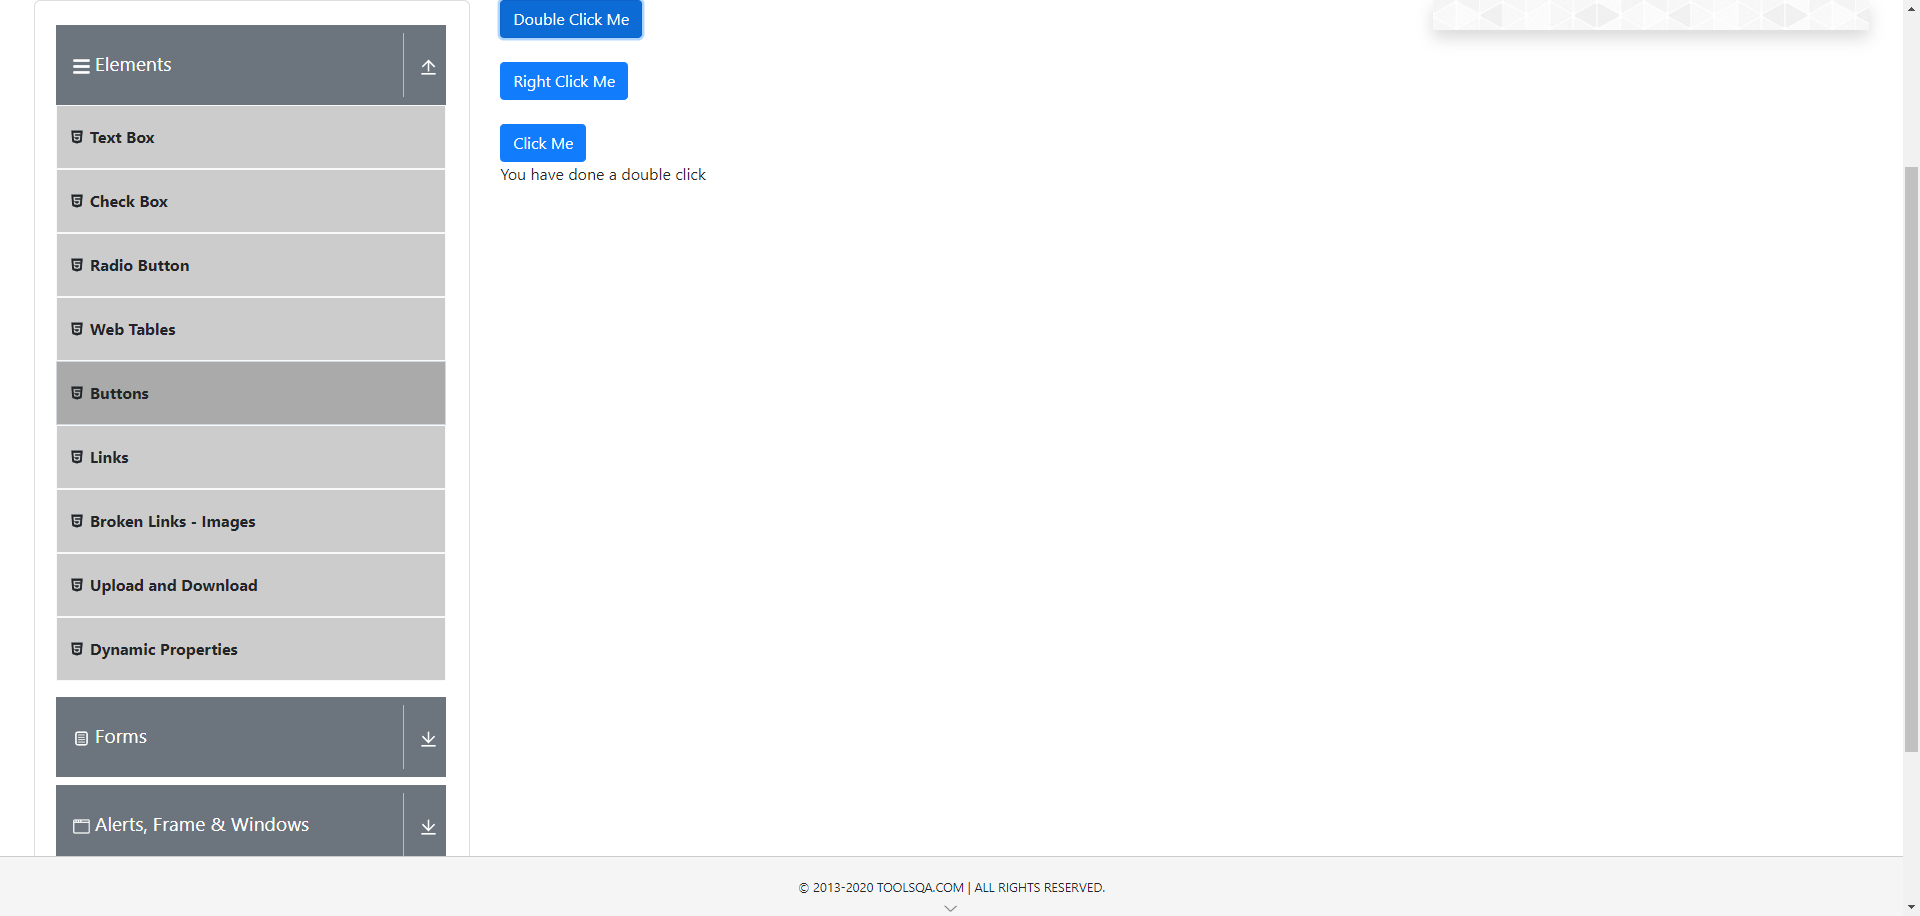 Elements
Text Box
Check Box
Radio Button
Web Tables
Buttons
Links
Broken Links - Images
Upload and Download
Dynamic Properties
Forms
Alerts, Frame & Windows
Double Click Me
Right Click Me
Click Me
You have done a double click
© 2013-2020 TOOLSQA.COM | ALL RIGHTS RESERVED.